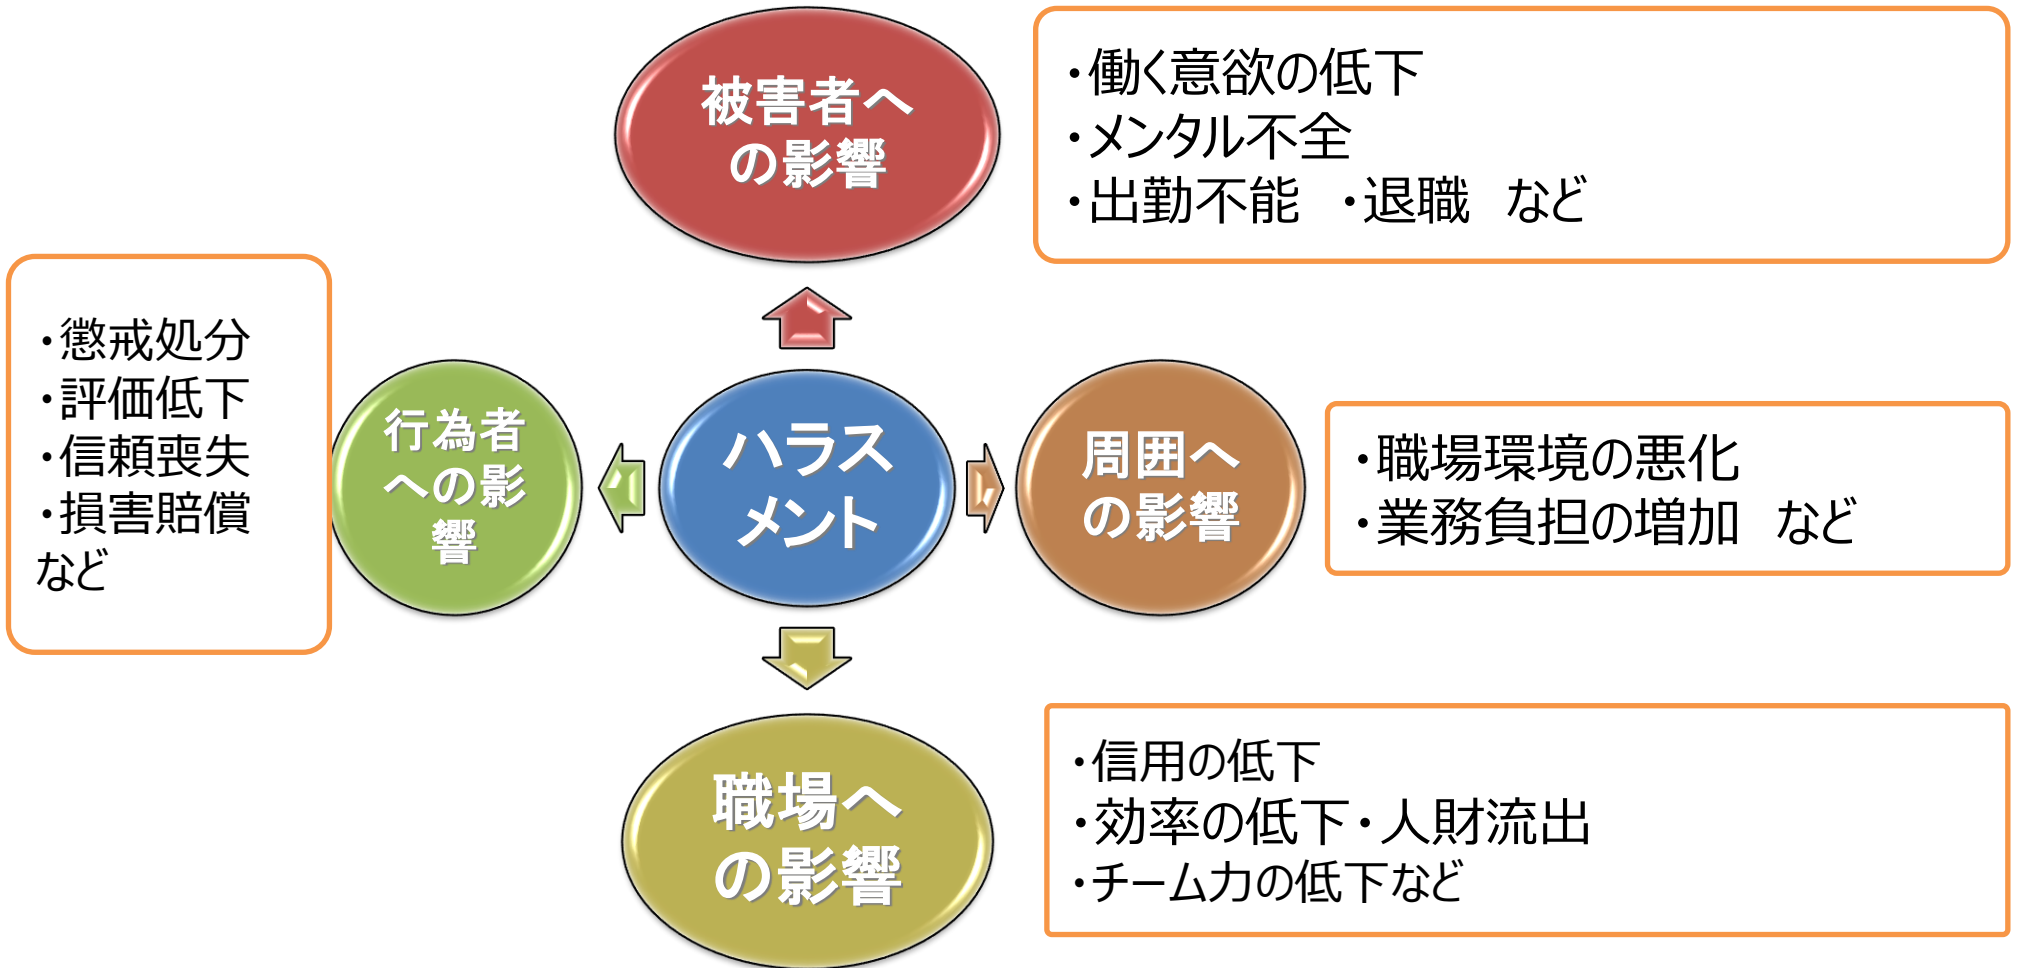 被害者へ
の影響
・働く意欲の低下
・メンタル不全
・出勤不能　・退職　など
・懲戒処分
・評価低下
・信頼喪失
・損害賠償
など
行為者
への影
響
ハラス
メント
周囲へ
の影響
・職場環境の悪化
・業務負担の増加　など
職場へ
の影響
・信用の低下
・効率の低下・人財流出
・チーム力の低下など